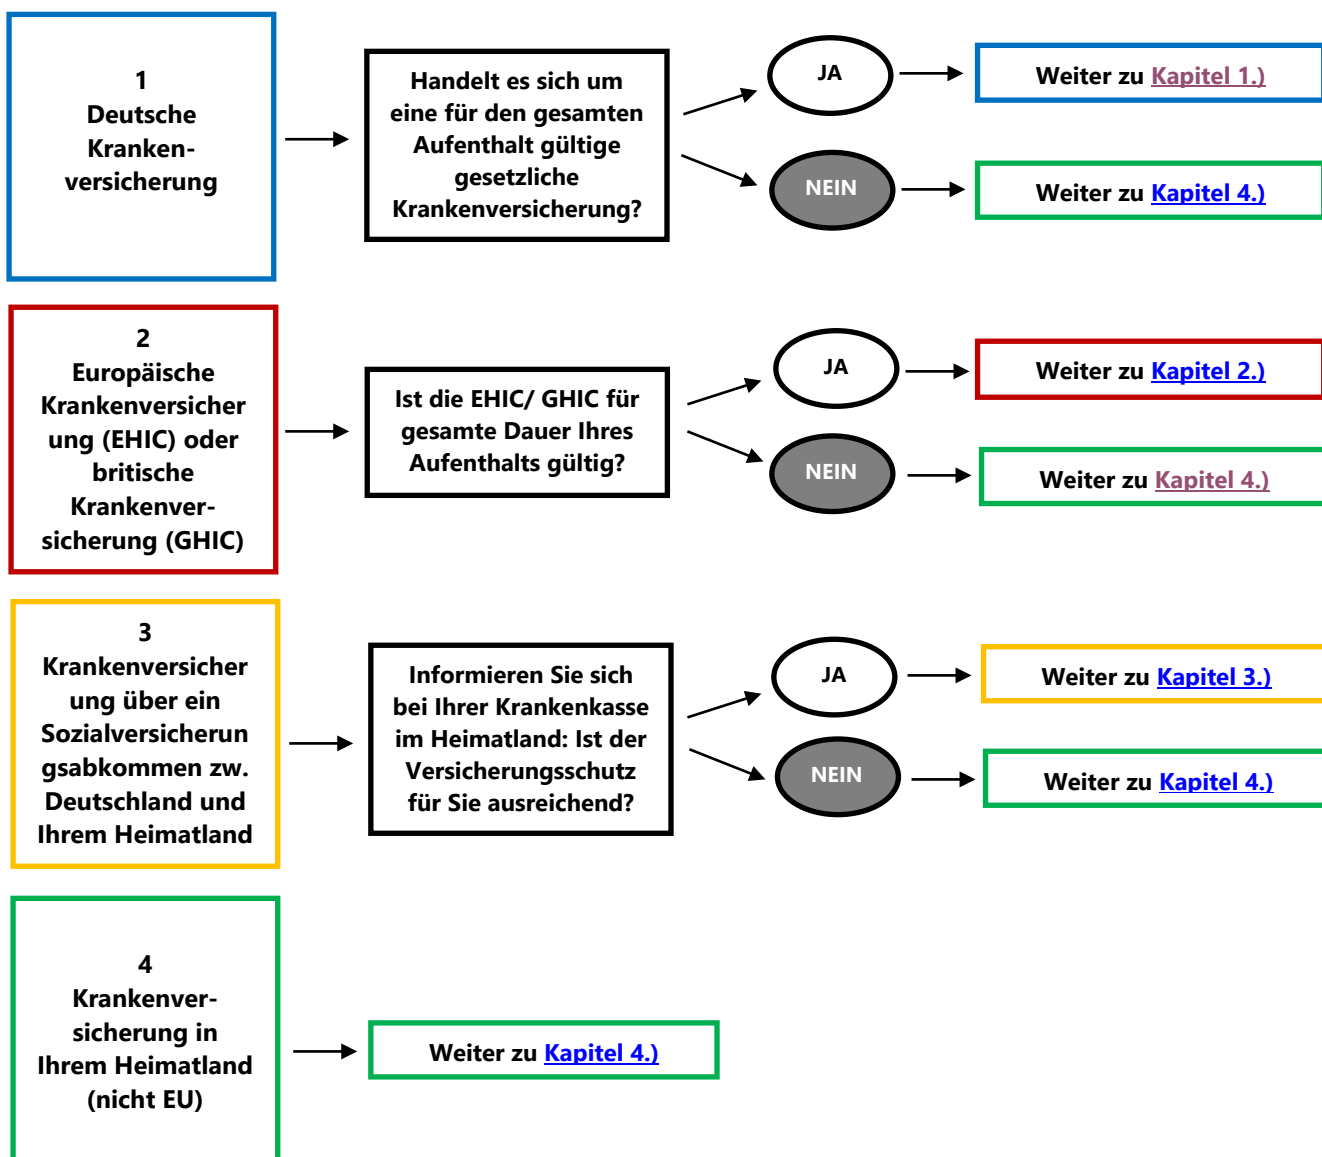 1
Deutsche
Kranken-
versicherung
Handelt es sich um
eine für den gesamten
Aufenthalt gültige
gesetzliche
Krankenversicherung?
JA
Weiter zu Kapitel 1.)
NEIN
Weiter zu Kapitel 4.)
2
Europäische
Krankenversicher
ung (EHIC) oder
britische
Krankenver-
sicherung (GHIC)
Ist die EHIC/ GHIC für
gesamte Dauer Ihres
Aufenthalts gültig?
JA
Weiter zu Kapitel 2.)
NEIN
Weiter zu Kapitel 4.)
3
Krankenversicher
ung über ein
Sozialversicherun
gsabkommen zw.
Deutschland und
Ihrem Heimatland
Informieren Sie sich
bei Ihrer Krankenkasse
im Heimatland: Ist der
Versicherungsschutz
für Sie ausreichend?
JA
Weiter zu Kapitel 3.)
NEIN
Weiter zu Kapitel 4.)
4
Krankenver-
sicherung in
Ihrem Heimatland
(nicht EU)
Weiter zu Kapitel 4.)